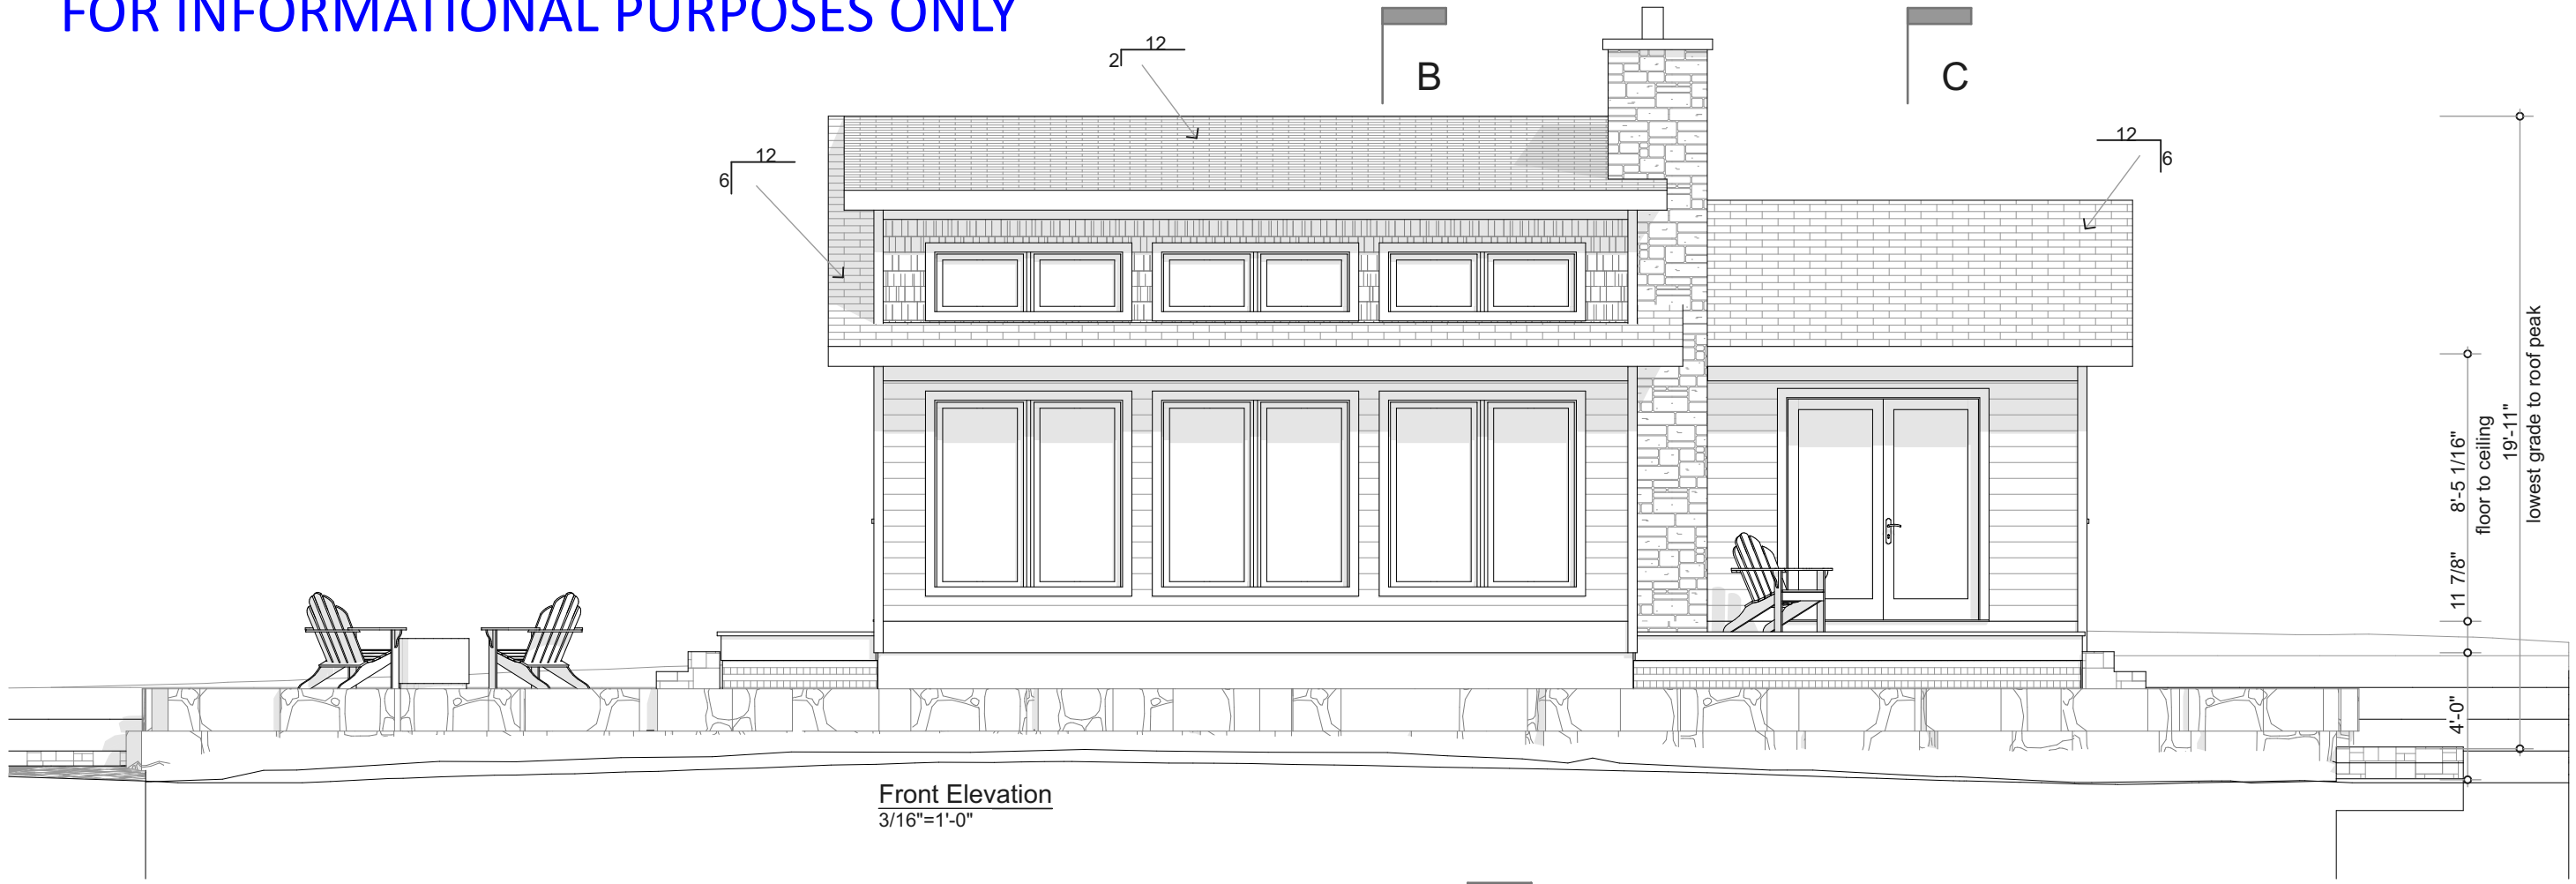 FOR INFORMATIONAL PURPOSES ONLY
12
2
B
C
12
6
12
6
8'-5 1/16"
floor to ceiling
19'-11"
lowest grade to roof peak
11 7/8"
4'-0"
Front Elevation
3/16"=1'-0"